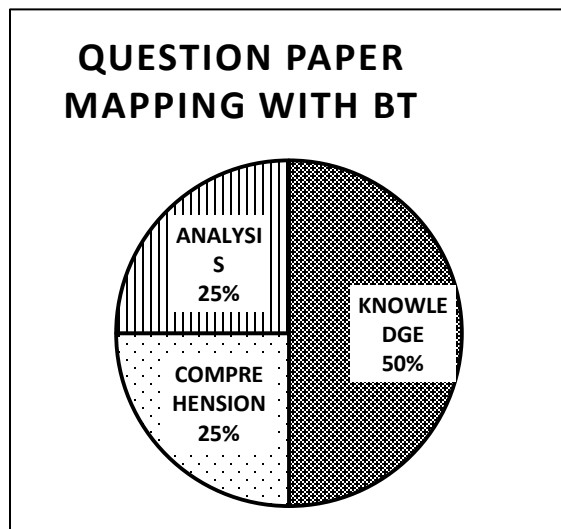 QUESTION PAPER
MAPPING WITH BT
ANALYSI
S
25%
KNOWLE
DGE
50%
COMPRE
HENSION
25%